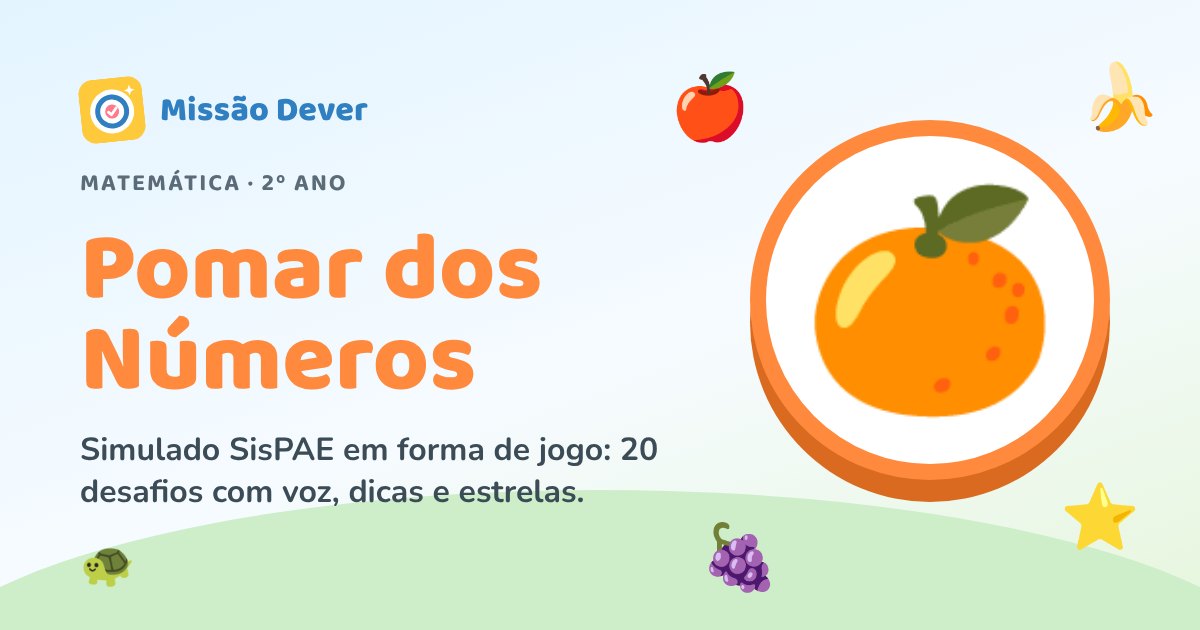 Missão Dever
MATEMÁTICA · 2º ANO
Pomar dos
Números
Simulado SisPAE em forma de jogo: 20
desafios com voz, dicas e estrelas.